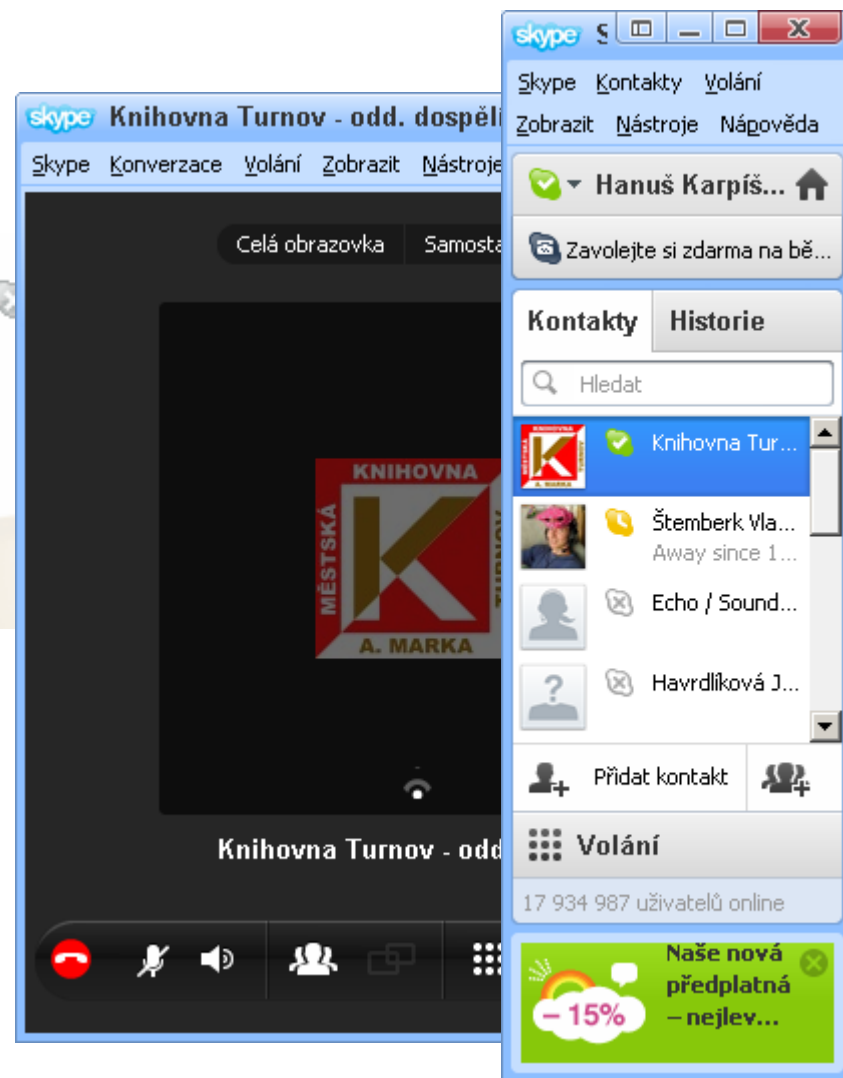 skype Knihovna Turnov - odd. dospěli
Skype Konverzace Volání Zobrazit Nástroje
Celá obrazovka Samosta
KNIHOVNA
MĚSTSKÁ
TURNOV
K
A. MARKA
Knihovna Turnov - odd
skype S
Skype Kontakty Volání
Zobrazit Nástroje Nápověda
Hanuš Karpíš...
Zavolejte si zdarma na bě...
Kontakty Historie
Hledat
KNIHOVNA
MĚSTSKÁ
K
A. MARKA
Knihovna Tur...
Štemberk Vla...
Away since 1...
Echo / Sound...
Havrdlíková J...
Přidat kontakt
Volání
17 934 987 uživatelů online
– 15%
Naše nová
předplatná
– nejlev...